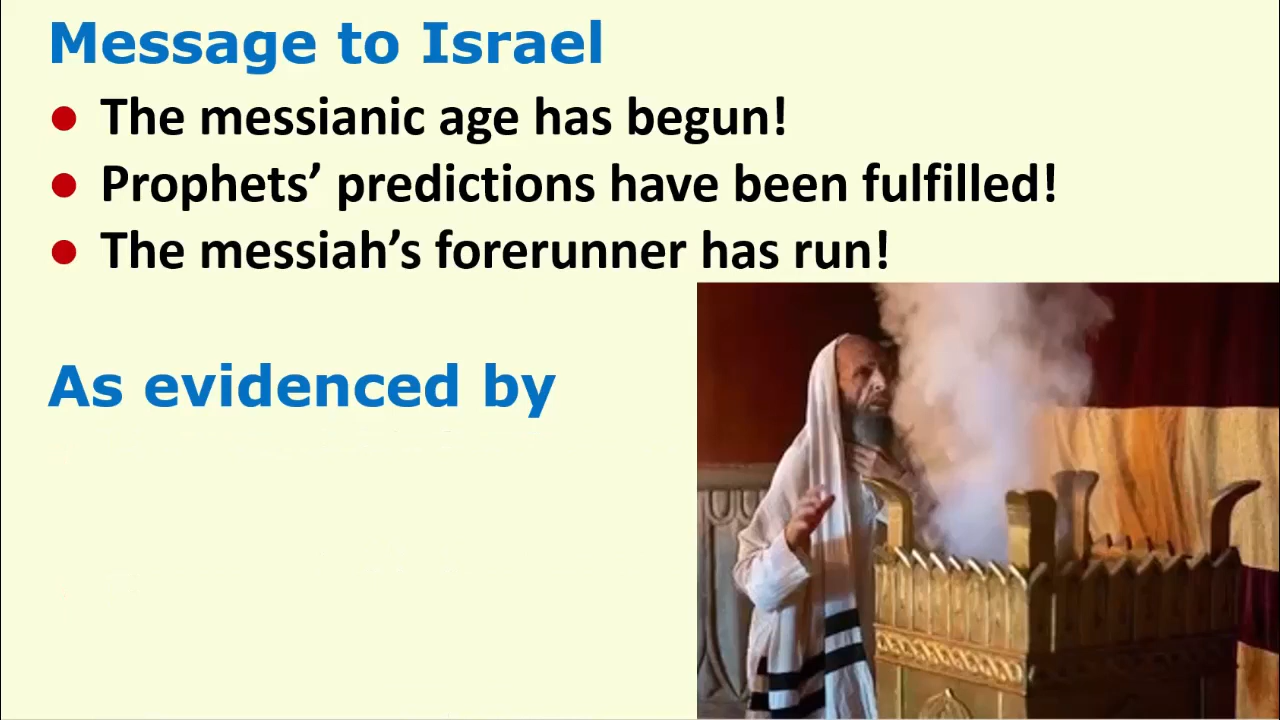 Message to Israel
● The messianic age has begun!
● Prophets’ predictions have been fulfilled!
● The messiah’s forerunner has run!
As evidenced by